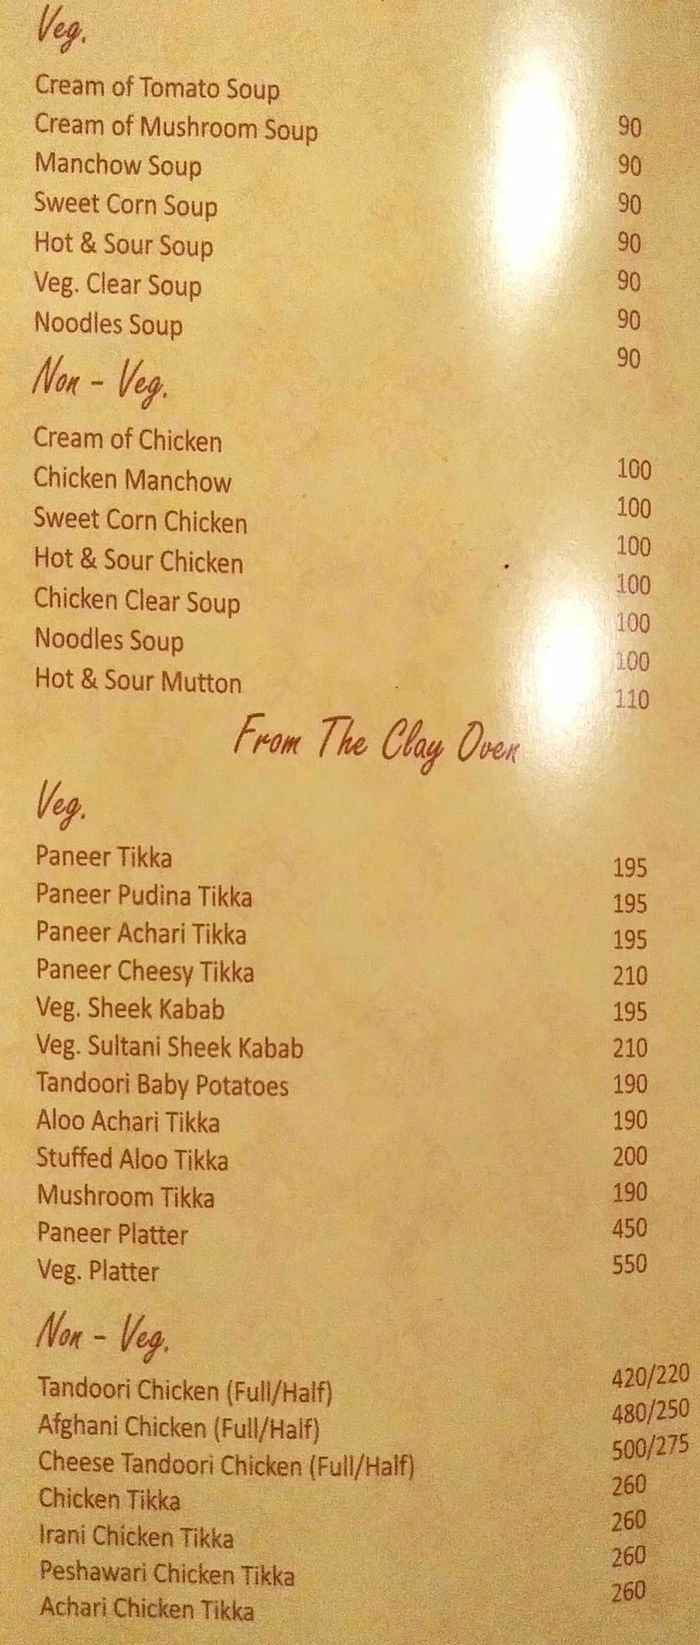 Veg.
Cream of Tomato Soup 90
Cream of Mushroom Soup 90
Manchow Soup 90
Sweet Corn Soup 90
Hot & Sour Soup 90
Veg. Clear Soup 90
Noodles Soup 90
Non - Veg.
Cream of Chicken 100
Chicken Manchow 100
Sweet Corn Chicken 100
Hot & Sour Chicken 100
Chicken Clear Soup 100
Noodles Soup 100
Hot & Sour Mutton 110
From The Clay Oven
Veg.
Paneer Tikka 195
Paneer Pudina Tikka 195
Paneer Achari Tikka 195
Paneer Cheesy Tikka 210
Veg. Sheek Kabab 195
Veg. Sultani Sheek Kabab 210
Tandoori Baby Potatoes 190
Aloo Achari Tikka 190
Stuffed Aloo Tikka 200
Mushroom Tikka 190
Paneer Platter 450
Veg. Platter 550
Non - Veg.
Tandoori Chicken (Full/Half) 420/220
Afghani Chicken (Full/Half) 480/250
Cheese Tandoori Chicken (Full/Half) 500/275
Chicken Tikka 260
Irani Chicken Tikka 260
Peshawari Chicken Tikka 260
Achari Chicken Tikka 260